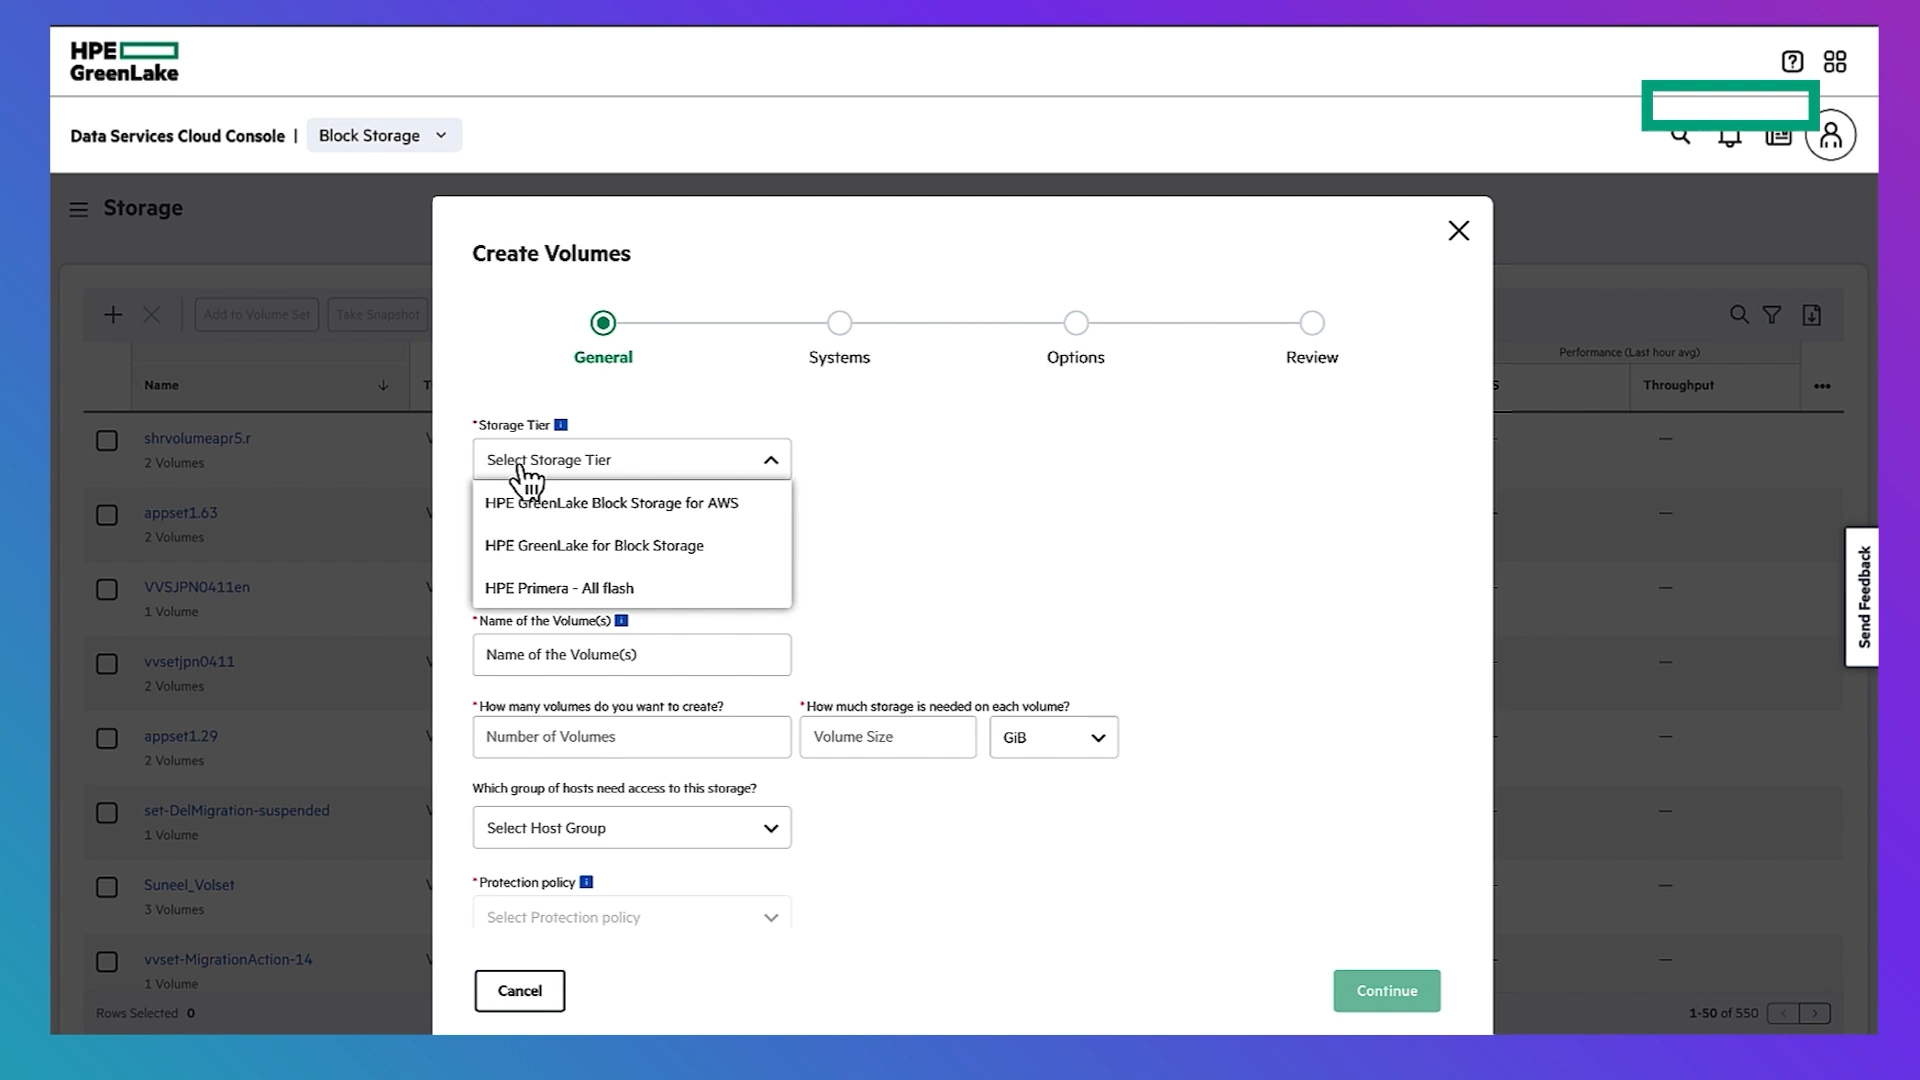 HPE
GreenLake
Data Services Cloud Console | Block Storage
Storage
Create Volumes
Add to Volume Set Take Snapshot
General Systems Options Review
Performance (Last hour avg)
Name Throughput
*Storage Tier
Select Storage Tier
HPE GreenLake Block Storage for AWS
HPE GreenLake for Block Storage
HPE Primera - All flash
*Name of the Volume(s)
Name of the Volume(s)
*How many volumes do you want to create? *How much storage is needed on each volume?
Number of Volumes Volume Size GiB
Which group of hosts need access to this storage?
Select Host Group
*Protection policy
Select Protection policy
Cancel Continue
shrvolumeapr5.r
2 Volumes
appset1.63
2 Volumes
VVSJPN0411en
1 Volume
vvsetjpn0411
2 Volumes
appset1.29
2 Volumes
set-DelMigration-suspended
1 Volume
Suneel_Volset
3 Volumes
vvset-MigrationAction-14
1 Volume
Rows Selected 0
1-50 of 550
Send Feedback